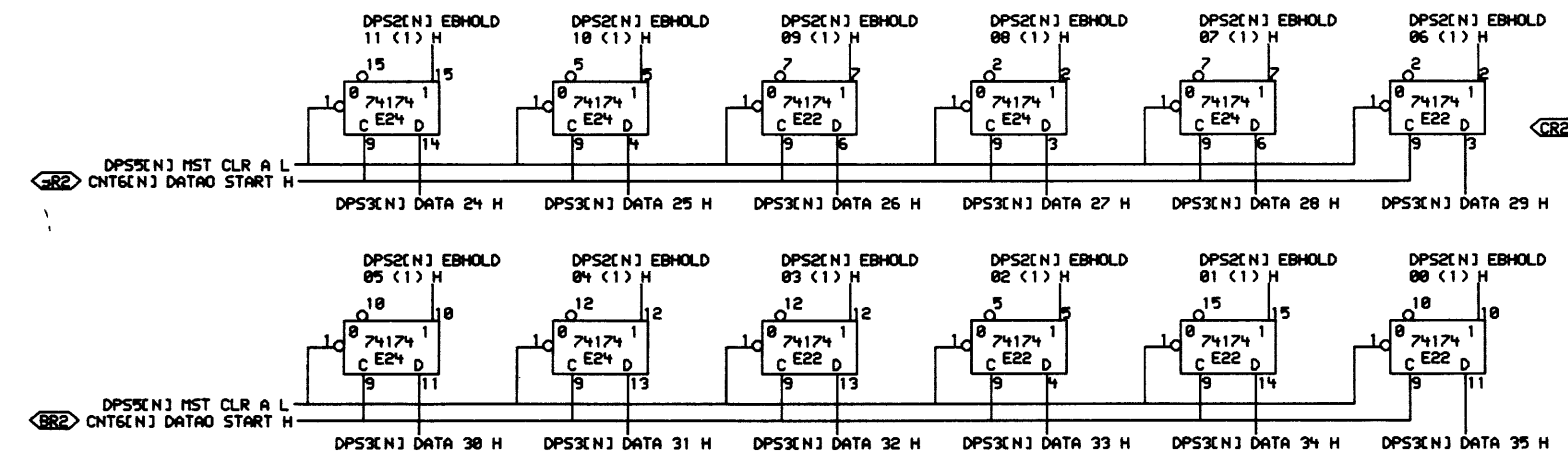 DPS2[N] EBHOLD DPS2[N] EBHOLD DPS2[N] EBHOLD DPS2[N] EBHOLD DPS2[N] EBHOLD DPS2[N] EBHOLD
11 (1) H 10 (1) H 09 (1) H 08 (1) H 07 (1) H 06 (1) H
15 15 5 5 7 7 2 2 7 7 2 2
0 1 0 1 0 1 0 1 0 1 0 1
1 74174 1 74174 1 74174 1 74174 1 74174 1 74174
E24 E24 E22 E24 E24 E22
C D C D C D C D C D C D
9 14 9 4 9 6 9 3 9 6 9 3
DPS5[N] MST CLR A L
CNT6[N] DATAO START H
DPS3[N] DATA 24 H DPS3[N] DATA 25 H DPS3[N] DATA 26 H DPS3[N] DATA 27 H DPS3[N] DATA 28 H DPS3[N] DATA 29 H
DPS2[N] EBHOLD DPS2[N] EBHOLD DPS2[N] EBHOLD DPS2[N] EBHOLD DPS2[N] EBHOLD DPS2[N] EBHOLD
05 (1) H 04 (1) H 03 (1) H 02 (1) H 01 (1) H 00 (1) H
10 10 12 12 12 12 5 5 15 15 10 10
0 1 0 1 0 1 0 1 0 1 0 1
1 74174 1 74174 1 74174 1 74174 1 74174 1 74174
E24 E24 E22 E22 E22 E22
C D C D C D C D C D C D
9 11 9 13 9 13 9 4 9 14 9 11
DPS5[N] MST CLR A L
BR2 CNT6[N] DATAO START H
DPS3[N] DATA 30 H DPS3[N] DATA 31 H DPS3[N] DATA 32 H DPS3[N] DATA 33 H DPS3[N] DATA 34 H DPS3[N] DATA 35 H